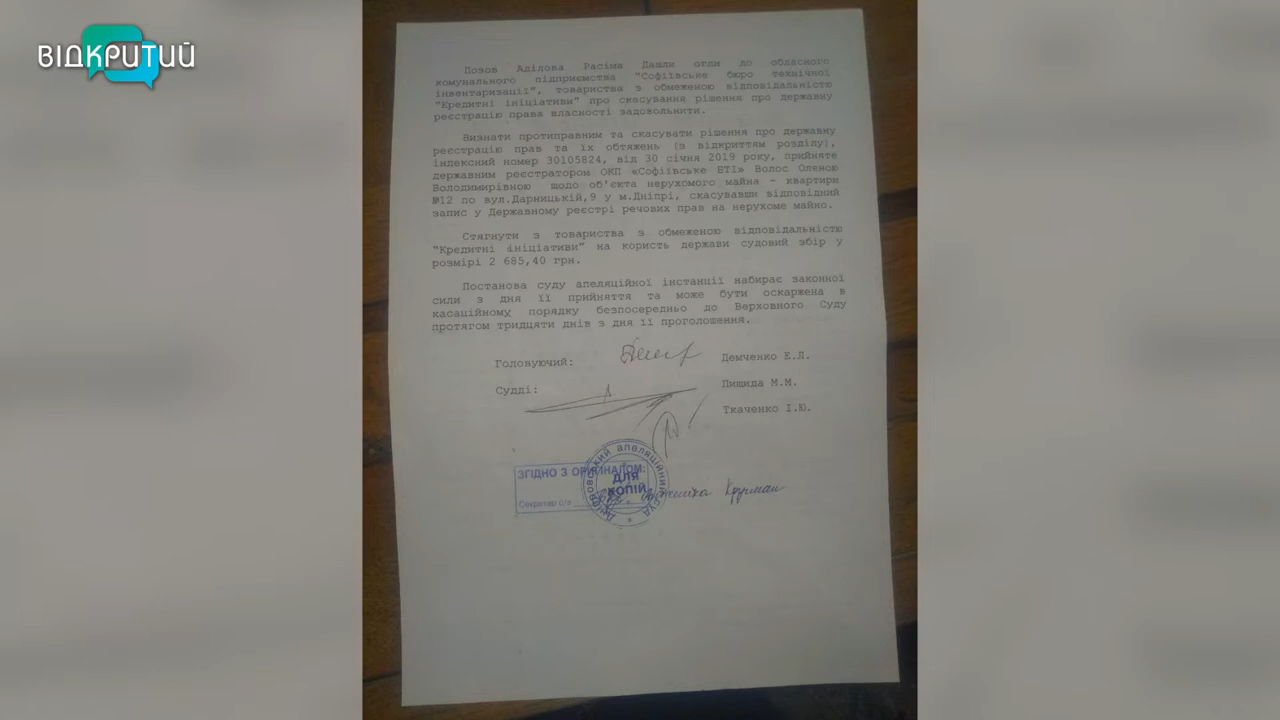 ВІДКРИТИЙ
Позов Аділова Расіма Дашли огли до обласного
комунального підприємства "Софіївське бюро технічної
інвентаризації", товариства з обмеженою відповідальністю
"Кредитні ініціативи" про скасування рішення про державну
реєстрацію права власності задовольнити.
Визнати протиправним та скасувати рішення про державну
реєстрацію прав та їх обтяжень (з відкриттям розділу),
індексний номер 30105824, від 30 січня 2019 року, прийняте
державним реєстратором ОКП «Софіївське БТІ» Волос Оленою
Володимирівною щодо об'єкта нерухомого майна - квартири
№12 по вул.Дарницькій,9 у м.Дніпрі, скасувавши відповідний
запис у Державному реєстрі речових прав на нерухоме майно.
Стягнути з товариства з обмеженою відповідальністю
"Кредитні ініціативи" на користь держави судовий збір у
розмірі 2 685,40 грн.
Постанова суду апеляційної інстанції набирає законної
сили з дня її прийняття та може бути оскаржена в
касаційному порядку безпосередньо до Верховного Суду
протягом тридцяти днів з дня її проголошення.
Головуючий: Демченко Е.Л.
Судді: Пищида М.М.
Ткаченко І.Ю.
ЗГІДНО З ОРИГІНАЛОМ:
Секретар с/з
Дніпровський апеляційний суд
ДЛЯ
КОПІЙ